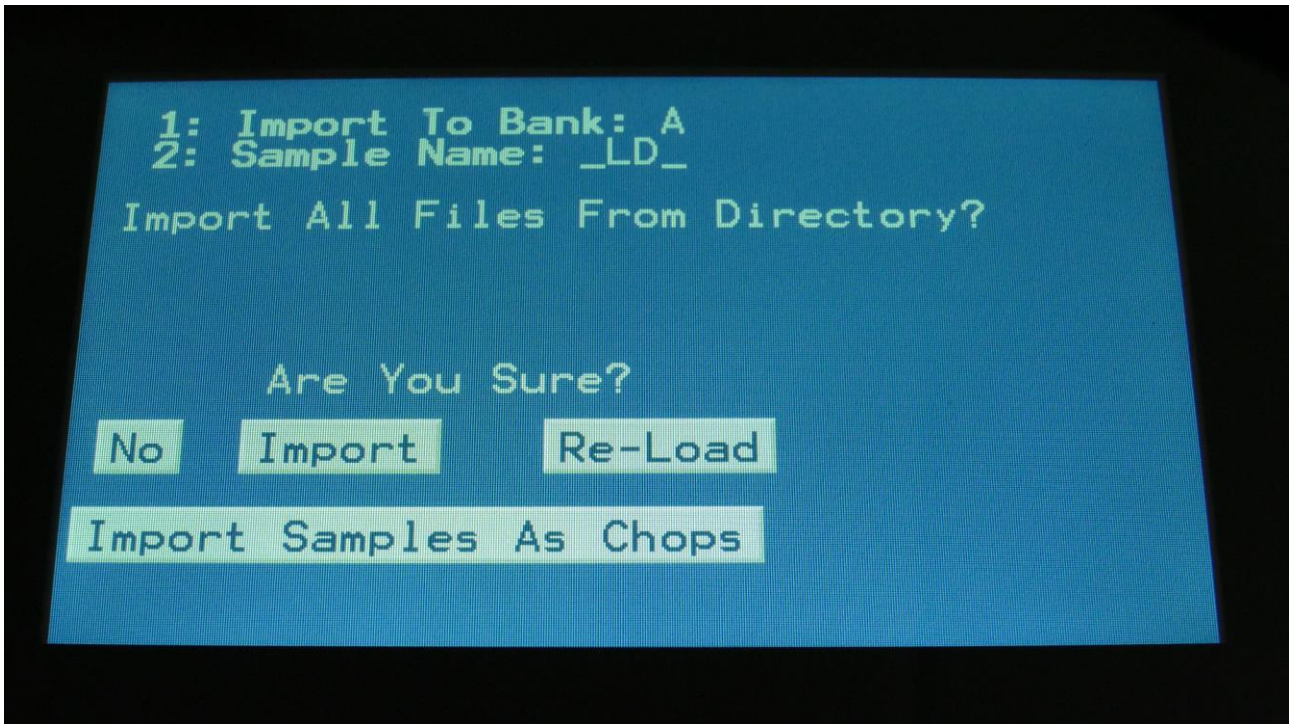 1: Import To Bank: A
2: Sample Name: _LD_
Import All Files From Directory?
Are You Sure?
No Import Re-Load
Import Samples As Chops